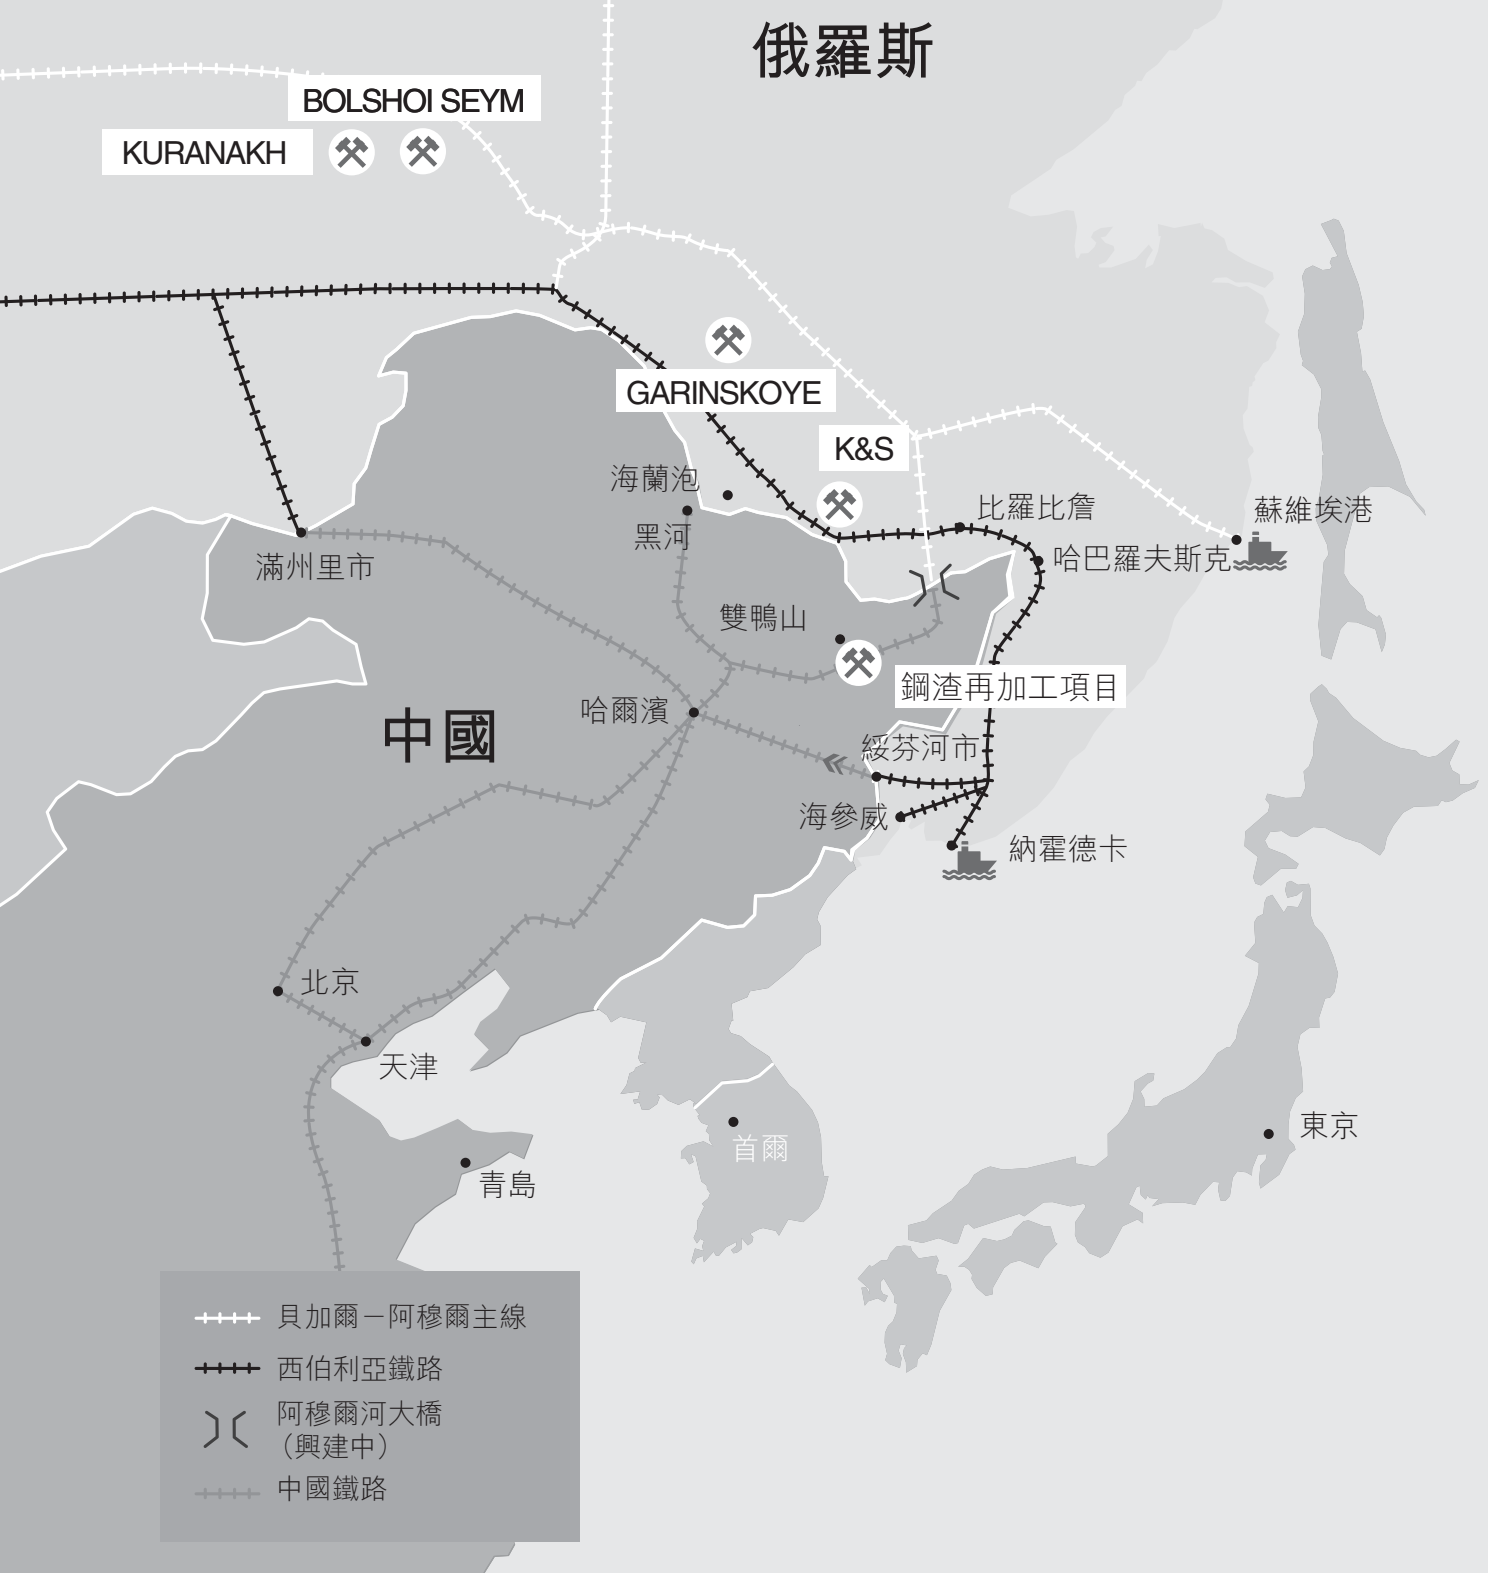 俄羅斯
BOLSHOI SEYM
KURANAKH
GARINSKOYE
K&S
海蘭泡
比羅比詹
蘇維埃港
黑河
滿州里市
哈巴羅夫斯克
雙鴨山
鋼渣再加工項目
哈爾濱
中國
綏芬河市
海參威
納霍德卡
北京
天津
首爾
東京
青島
貝加爾－阿穆爾主線
西伯利亞鐵路
阿穆爾河大橋
（興建中）
中國鐵路